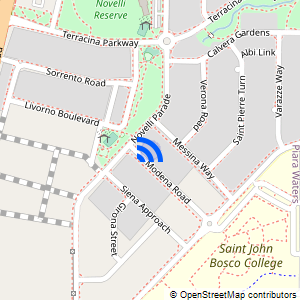 Novelli
Reserve
Terracina Parkway
Terracina
Calvera Gardens
Albi Link
Sorrento Road
Livorno Boulevard
Novelli Parade
Verona Road
Saint Pierre Turn
Varazze Way
Messina Way
Piara Waters
Modena Road
Siena Approach
Girona Street
Saint John
Bosco College
© OpenStreetMap contributors